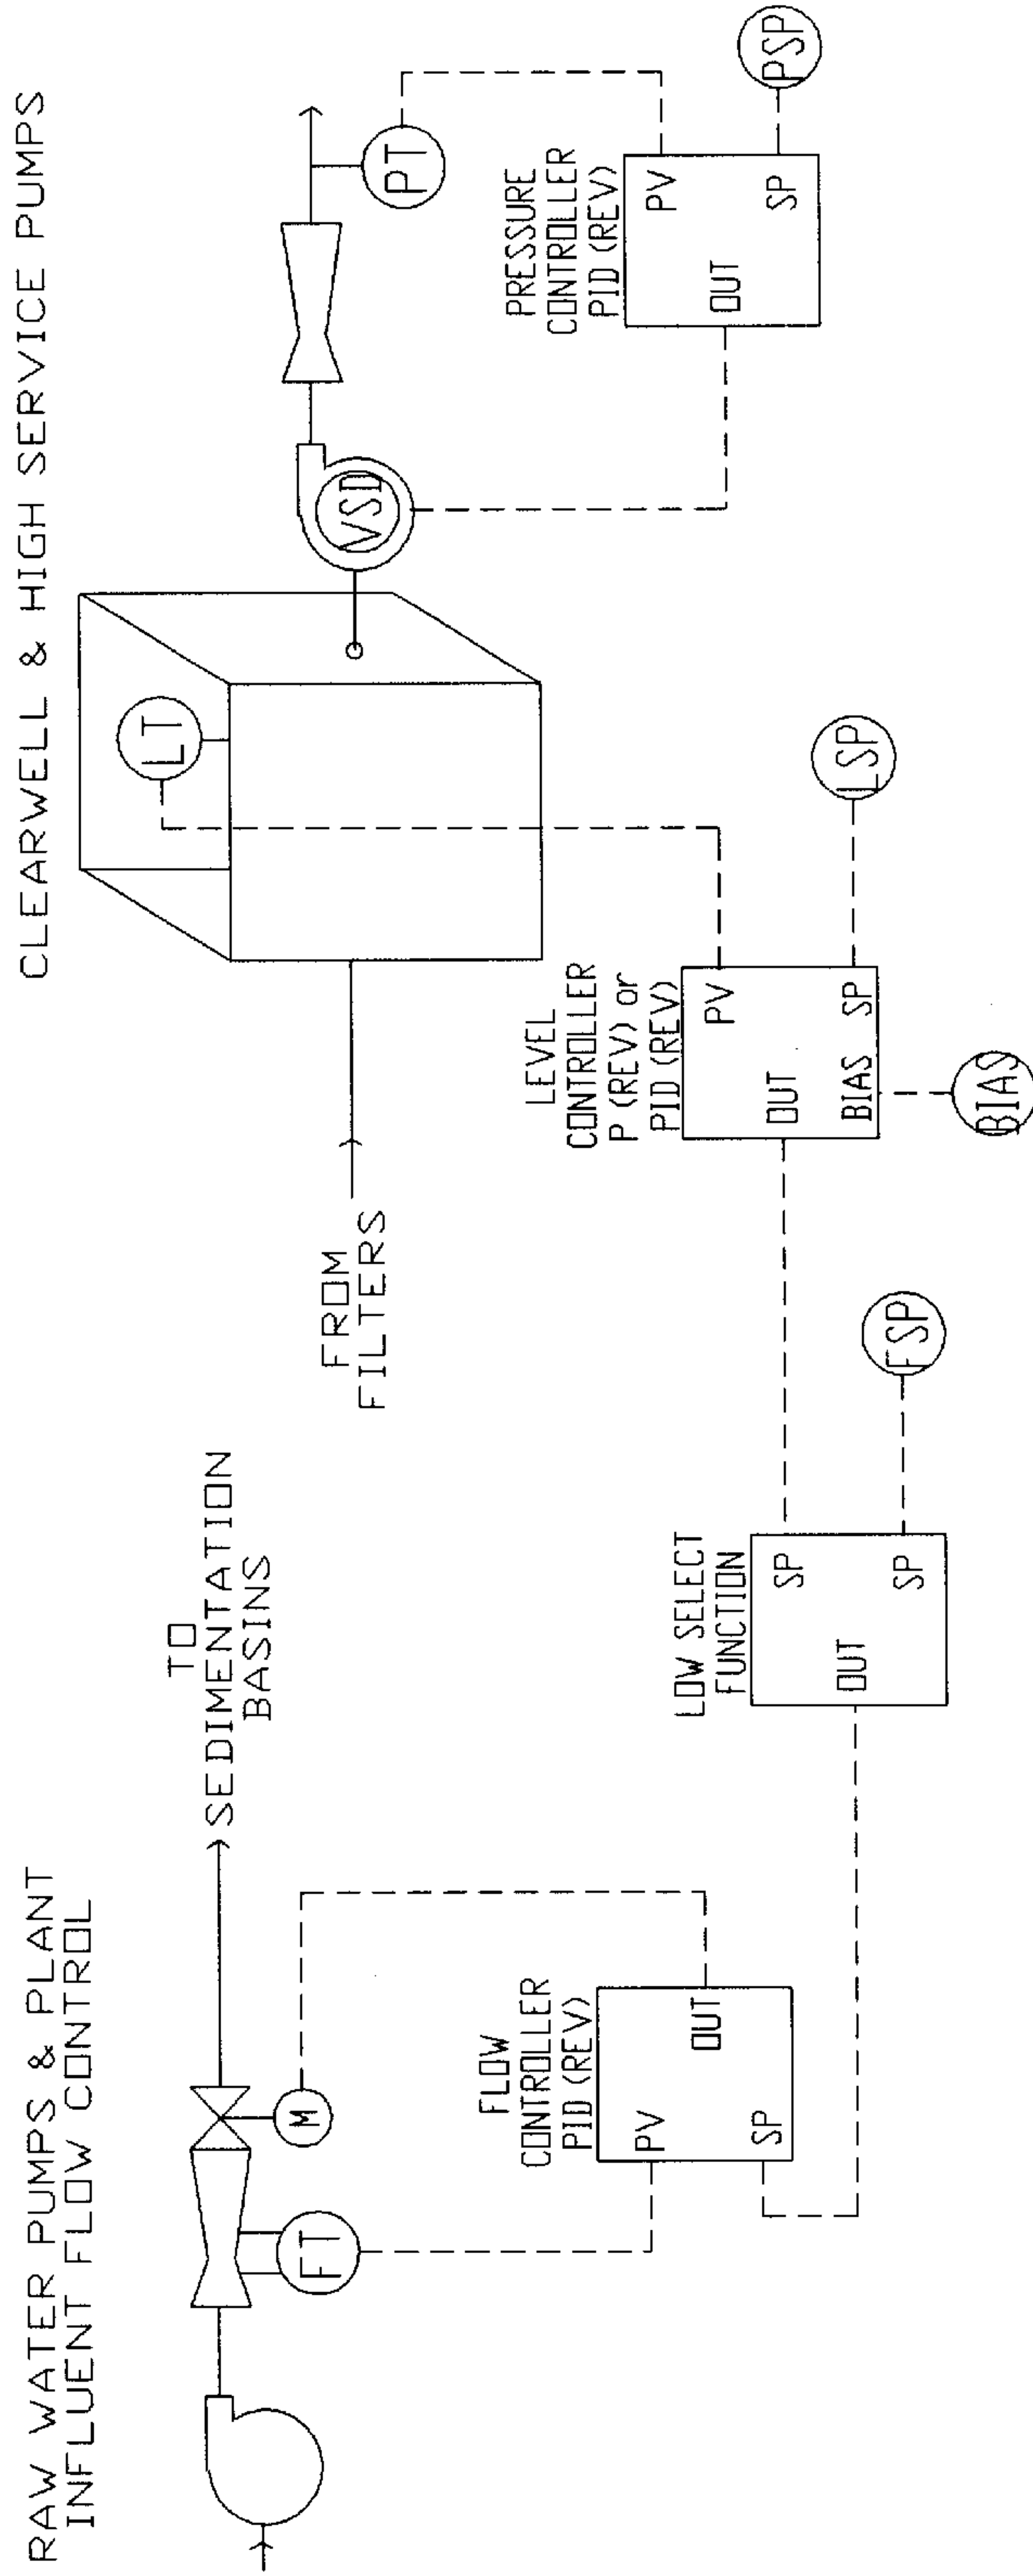 RAW WATER PUMPS & PLANT
INFLUENT FLOW CONTROL
CLEARWELL & HIGH SERVICE PUMPS
TO
SEDIMENTATION
BASINS
FROM
FILTERS
FT
M
LT
VSD
PT
FLOW
CONTROLLER
PID (REV)
PV
OUT
SP
LOW SELECT
FUNCTION
SP
OUT
SP
FSP
LEVEL
CONTROLLER
P (REV) or
PID (REV)
PV
OUT
BIAS
SP
BIAS
LSP
PRESSURE
CONTROLLER
PID (REV)
PV
OUT
SP
PSP